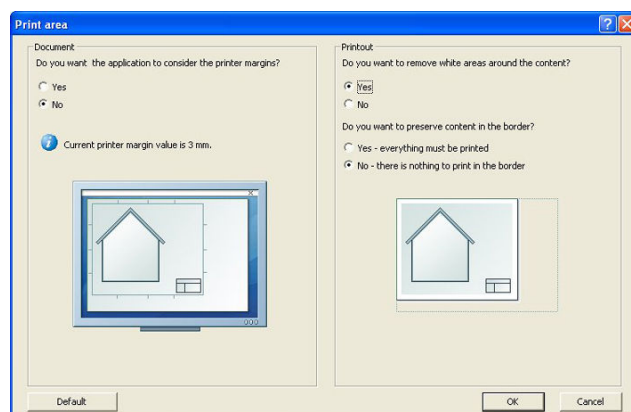 Print area
Document
Do you want the application to consider the printer margins?
Yes
No
Current printer margin value is 3 mm.
Printout
Do you want to remove white areas around the content?
Yes
No
Do you want to preserve content in the border?
Yes - everything must be printed
No - there is nothing to print in the border
Default
OK
Cancel